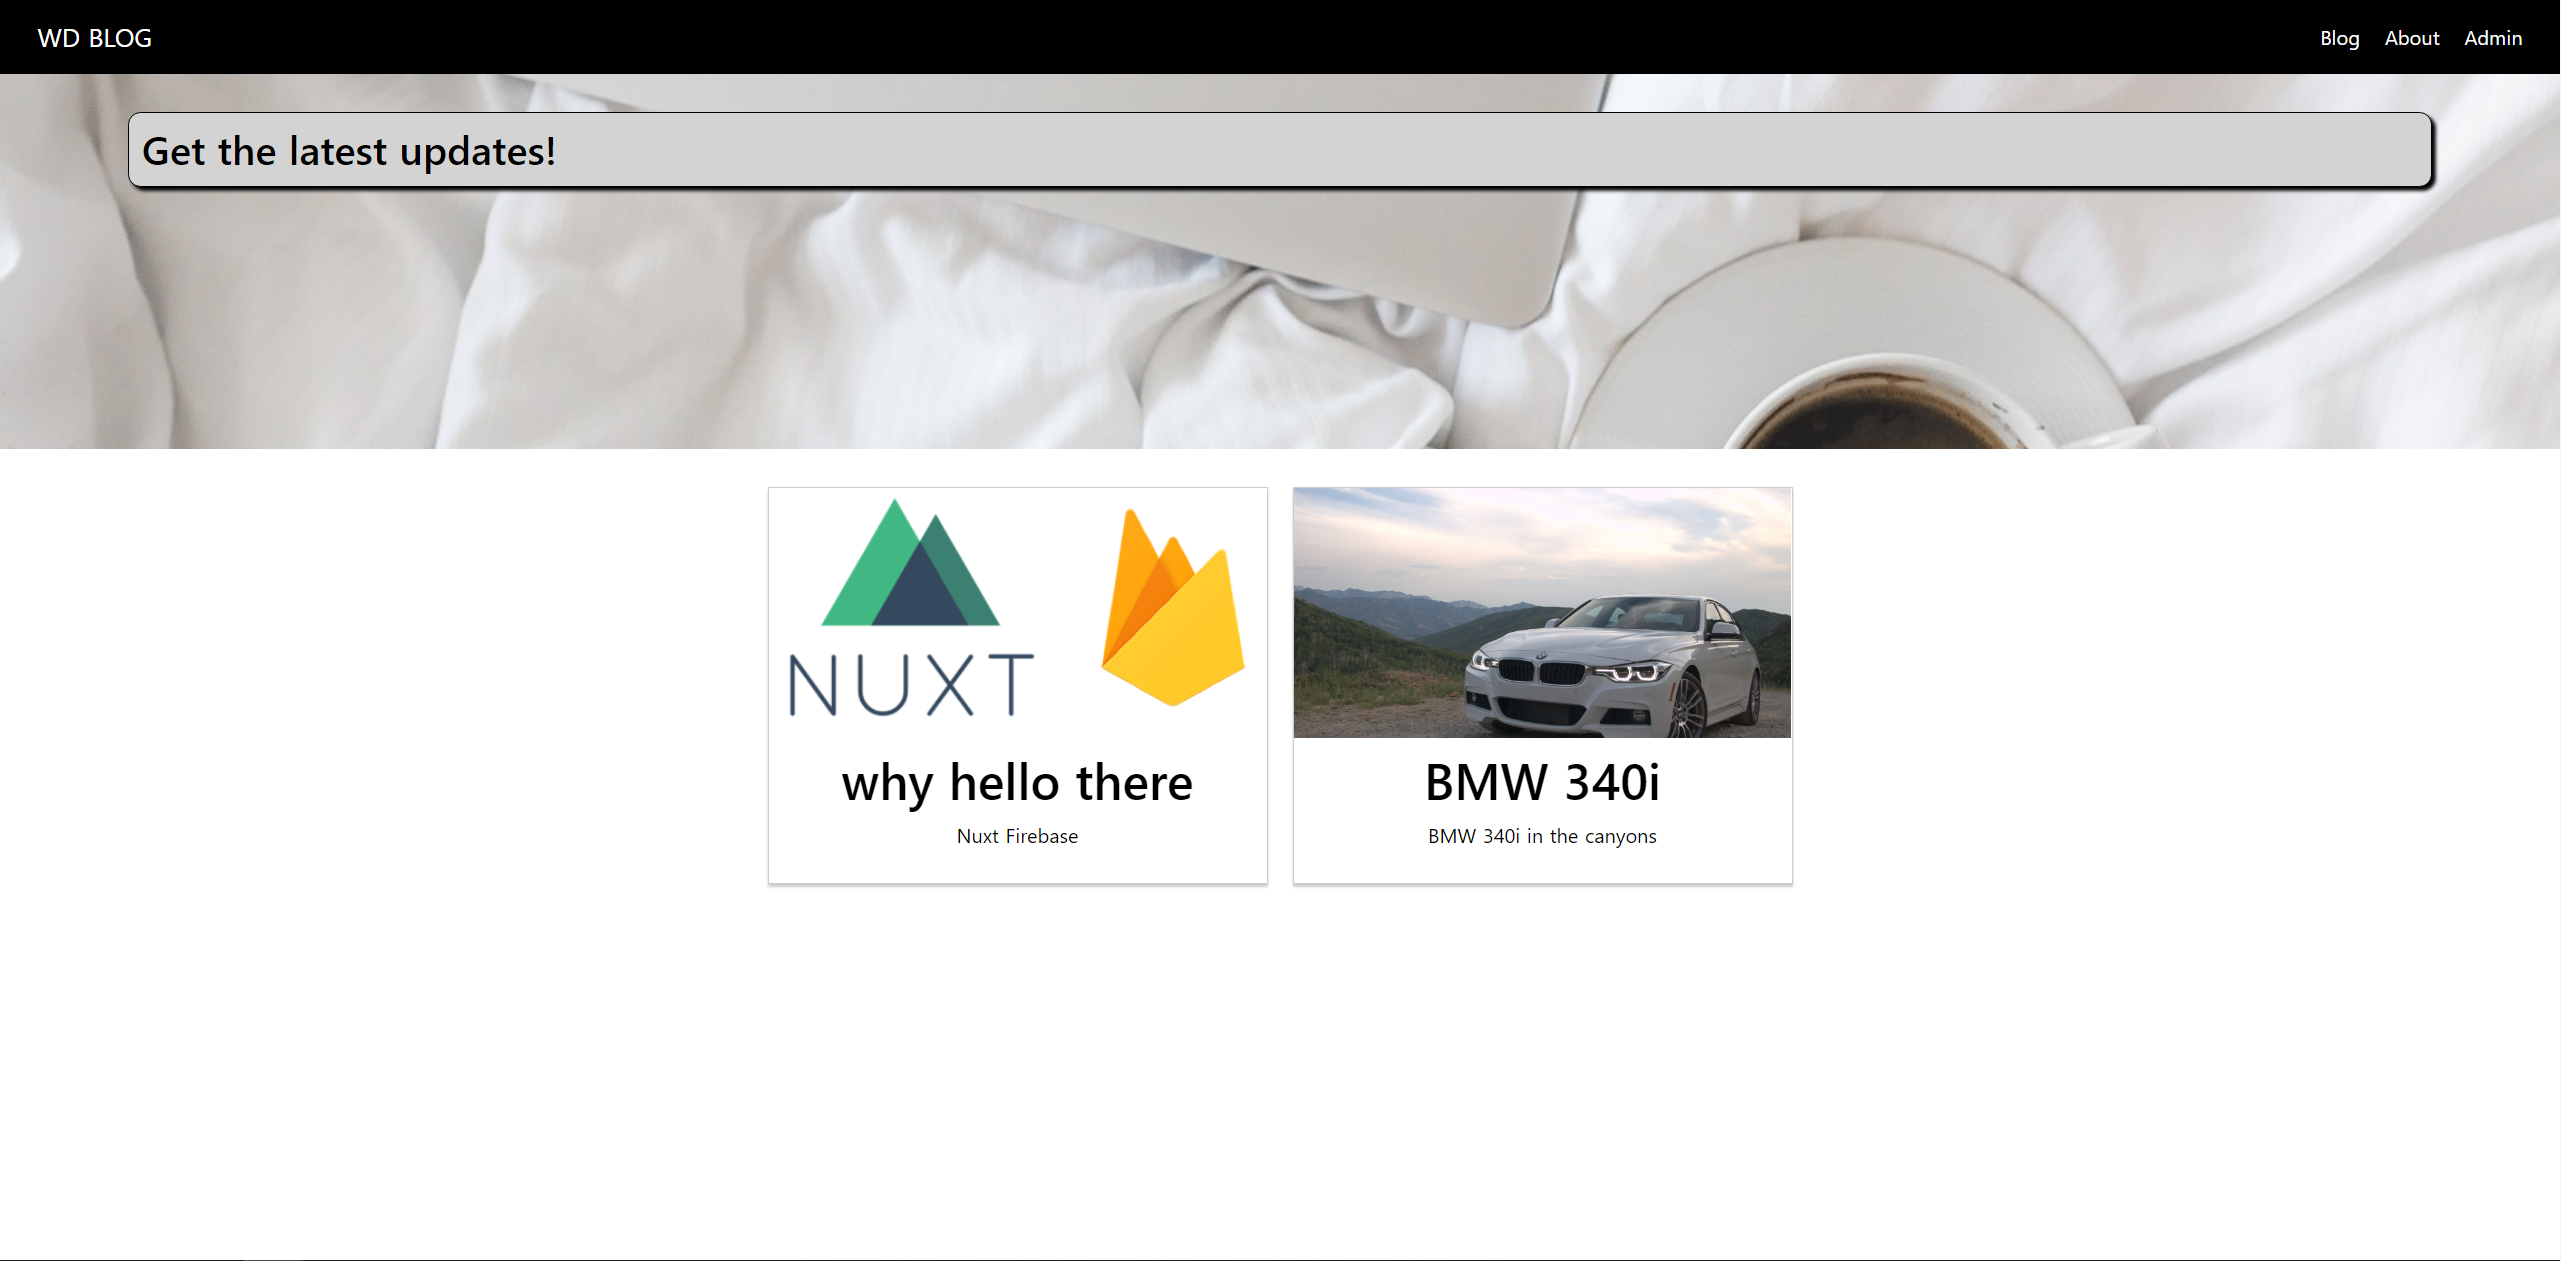 WD BLOG
Blog About Admin
Get the latest updates!
NUXT
why hello there
Nuxt Firebase
BMW 340i
BMW 340i in the canyons